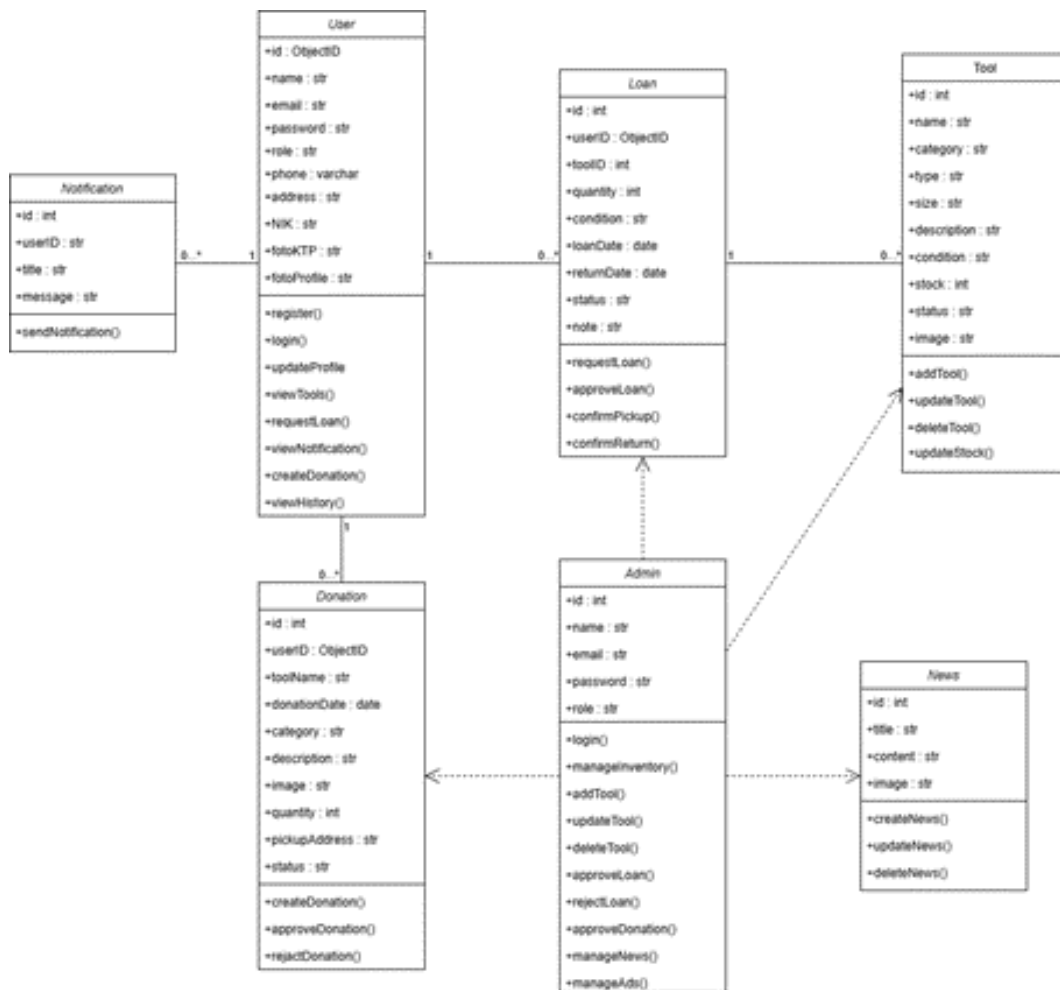 User
+id : ObjectID
+name : str
+email : str
+password : str
+role : str
+phone : varchar
+address : str
+NIK : str
+fotoKTP : str
+fotoProfile : str
+register()
+login()
+updateProfile
+viewTools()
+requestLoan()
+viewNotification()
+createDonation()
+viewHistory()
Notification
+id : int
+userID : str
+title : str
+message : str
+sendNotification()
0...*
1
1
0...*
Loan
+id : int
+userID : ObjectID
+toolID : int
+quantity : int
+condition : str
+loanDate : date
+returnDate : date
+status : str
+note : str
+requestLoan()
+approveLoan()
+confirmPickup()
+confirmReturn()
1
0...*
Tool
+id : int
+name : str
+category : str
+type : str
+size : str
+description : str
+condition : str
+stock : int
+status : str
+image : str
+addTool()
+updateTool()
+deleteTool()
+updateStock()
1
0...*
Donation
+id : int
+userID : ObjectID
+toolName : str
+donationDate : date
+category : str
+description : str
+image : str
+quantity : int
+pickupAddress : str
+status : str
+createDonation()
+approveDonation()
+rejactDonation()
Admin
+id : int
+name : str
+email : str
+password : str
+role : str
+login()
+manageInventory()
+addTool()
+updateTool()
+deleteTool()
+approveLoan()
+rejectLoan()
+approveDonation()
+manageNews()
+manageAds()
News
+id : int
+title : str
+content : str
+image : str
+createNews()
+updateNews()
+deleteNews()